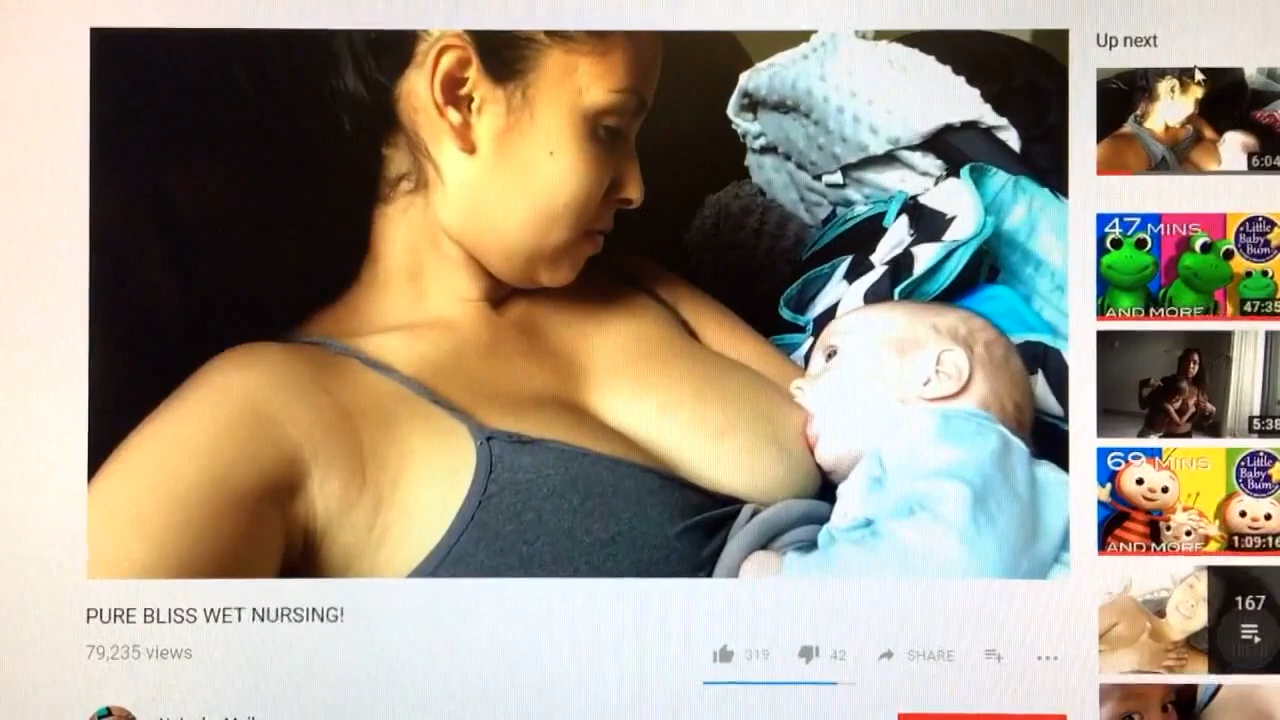 Up next
6:04
47 MINS
Little
Baby
Bum
AND MORE
47:35
5:38
69 MINS
Little
Baby
Bum
AND MORE
1:09:16
167
PURE BLISS WET NURSING!
79,235 views
319
42
SHARE